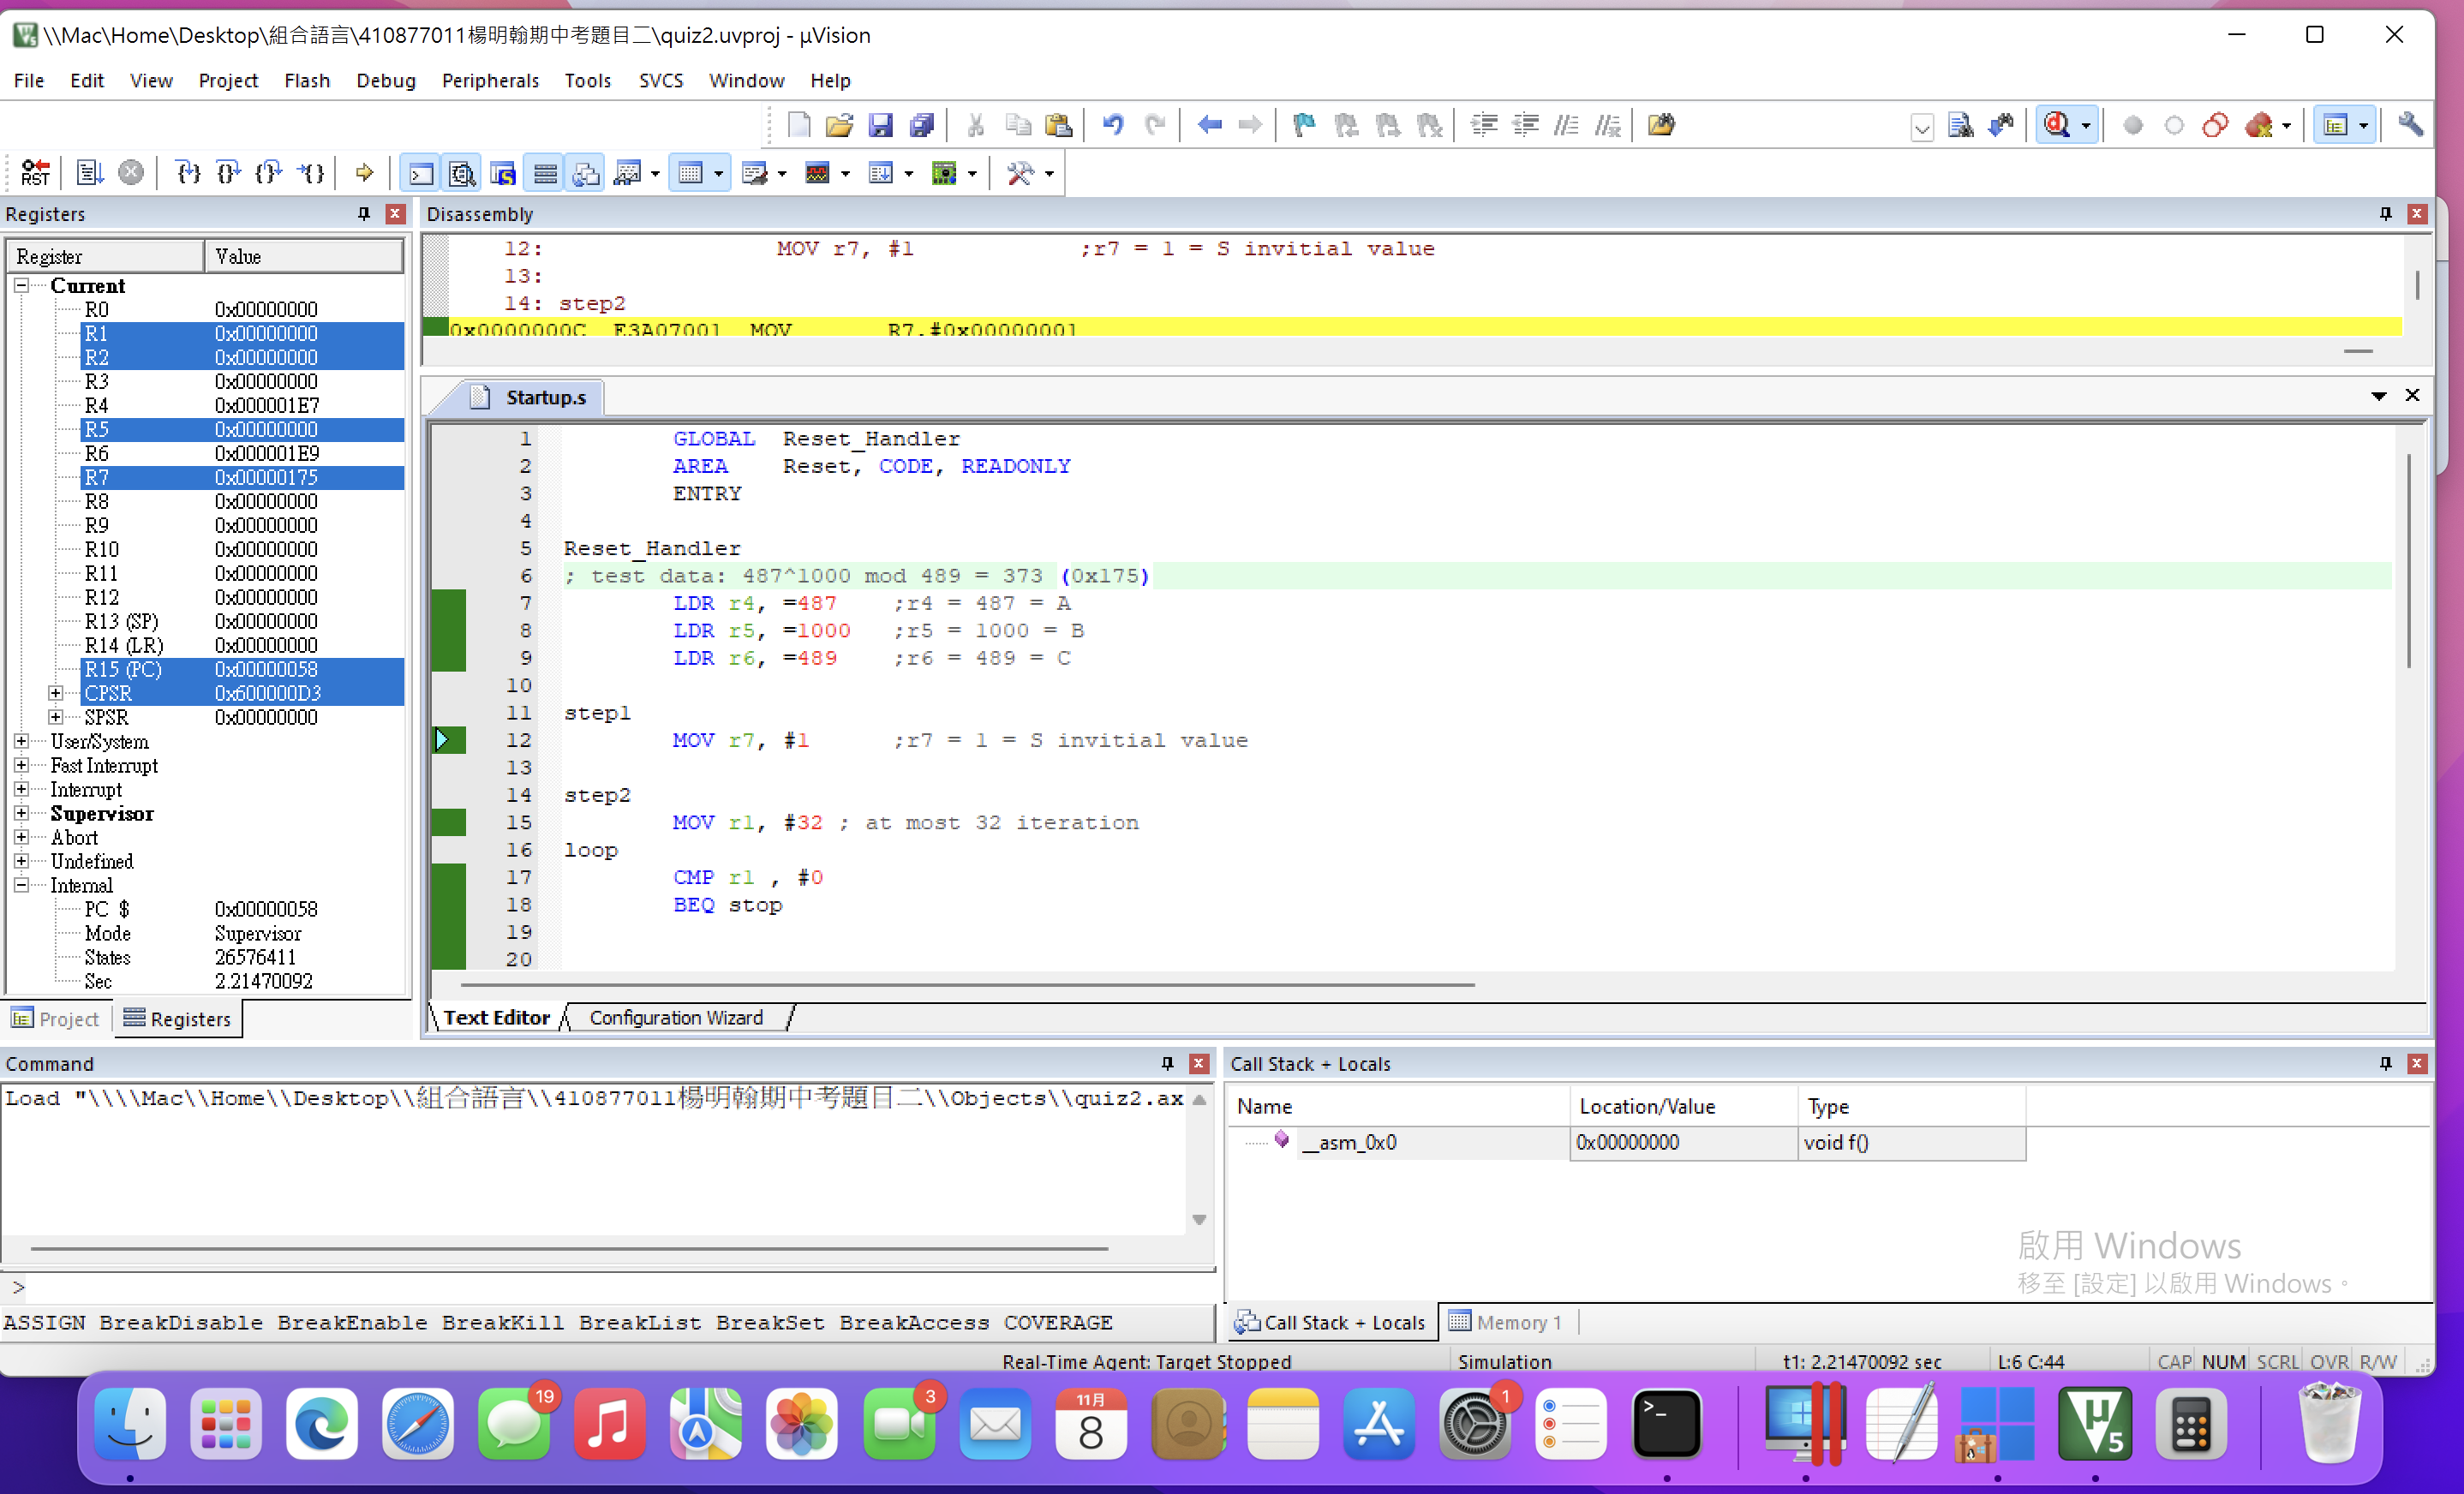 \\Mac\Home\Desktop\組合語言\410877011楊明翰期中考題目二\quiz2.uvproj - µVision
File Edit View Project Flash Debug Peripherals Tools SVCS Window Help
RST
Registers
Register Value
Current
R0 0x00000000
R1 0x00000000
R2 0x00000000
R3 0x00000000
R4 0x000001E7
R5 0x00000000
R6 0x000001E9
R7 0x00000175
R8 0x00000000
R9 0x00000000
R10 0x00000000
R11 0x00000000
R12 0x00000000
R13 (SP) 0x00000000
R14 (LR) 0x00000000
R15 (PC) 0x00000058
CPSR 0x600000D3
SPSR 0x00000000
User/System
Fast Interrupt
Interrupt
Supervisor
Abort
Undefined
Internal
PC $ 0x00000058
Mode Supervisor
States 26576411
Sec 2.21470092
Project Registers
Disassembly
12: MOV r7, #1 ;r7 = 1 = S invitial value
13:
14: step2
0x0000000C E3A07001 MOV R7,#0x00000001
Startup.s
1 GLOBAL Reset_Handler
2 AREA Reset, CODE, READONLY
3 ENTRY
4
5 Reset_Handler
6 ; test data: 487^1000 mod 489 = 373 (0x175)
7 LDR r4, =487 ;r4 = 487 = A
8 LDR r5, =1000 ;r5 = 1000 = B
9 LDR r6, =489 ;r6 = 489 = C
10
11 step1
12 MOV r7, #1 ;r7 = 1 = S invitial value
13
14 step2
15 MOV r1, #32 ; at most 32 iteration
16 loop
17 CMP r1 , #0
18 BEQ stop
19
20
Text Editor Configuration Wizard
Command
Load "\\\\Mac\\Home\\Desktop\\組合語言\\410877011楊明翰期中考題目二\\Objects\\quiz2.ax
>
ASSIGN BreakDisable BreakEnable BreakKill BreakList BreakSet BreakAccess COVERAGE
Call Stack + Locals
Name Location/Value Type
__asm_0x0 0x00000000 void f()
啟用 Windows
移至 [設定] 以啟用 Windows。
Call Stack + Locals Memory 1
Real-Time Agent: Target Stopped Simulation t1: 2.21470092 sec L:6 C:44 CAP NUM SCRL OVR R/W
19
3
11月
8
1
>_
µ
5